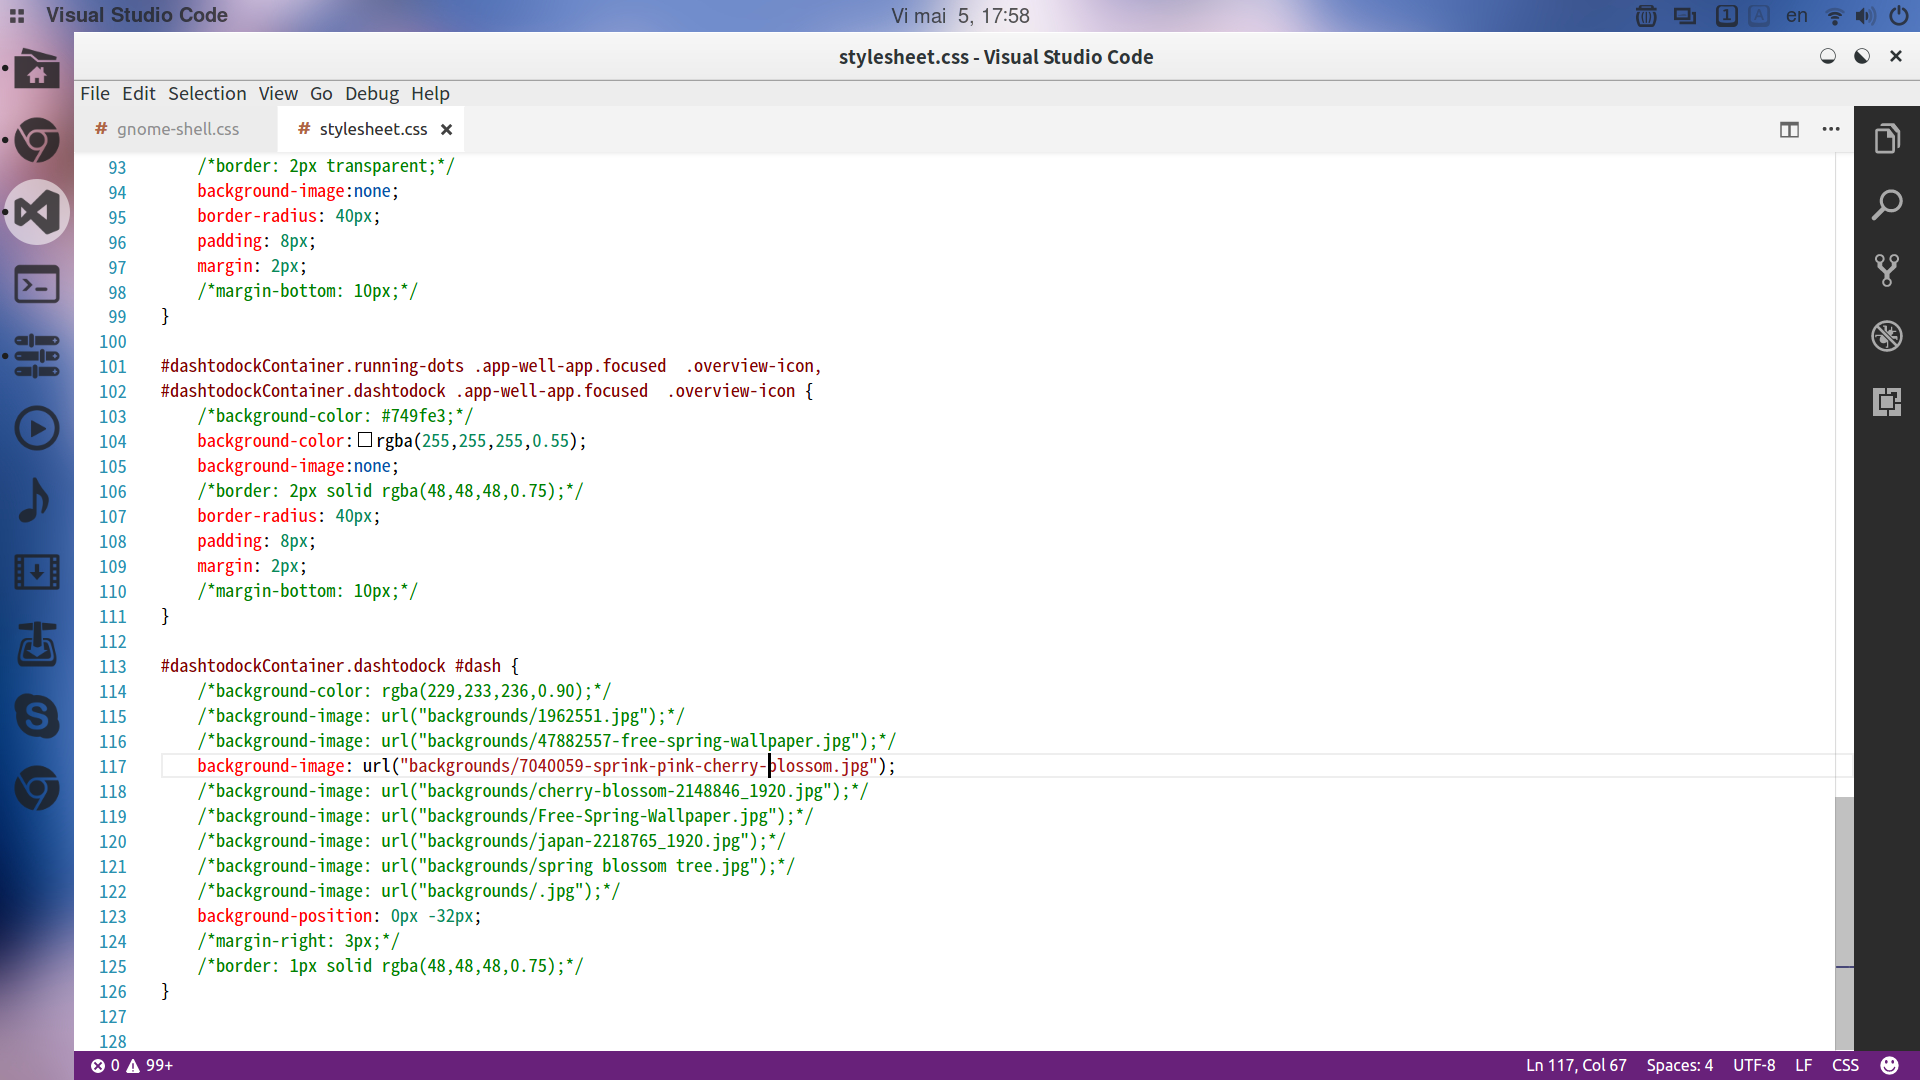 Visual Studio Code
Vi mai 5, 17:58
1
A
en
stylesheet.css - Visual Studio Code
File Edit Selection View Go Debug Help
# gnome-shell.css
# stylesheet.css
93 /*border: 2px transparent;*/
94 background-image:none;
95 border-radius: 40px;
96 padding: 8px;
97 margin: 2px;
98 /*margin-bottom: 10px;*/
99 }
100
101 #dashtodockContainer.running-dots .app-well-app.focused  .overview-icon,
102 #dashtodockContainer.dashtodock .app-well-app.focused  .overview-icon {
103 /*background-color: #749fe3;*/
104 background-color: rgba(255,255,255,0.55);
105 background-image:none;
106 /*border: 2px solid rgba(48,48,48,0.75);*/
107 border-radius: 40px;
108 padding: 8px;
109 margin: 2px;
110 /*margin-bottom: 10px;*/
111 }
112
113 #dashtodockContainer.dashtodock #dash {
114 /*background-color: rgba(229,233,236,0.90);*/
115 /*background-image: url("backgrounds/1962551.jpg");*/
116 /*background-image: url("backgrounds/47882557-free-spring-wallpaper.jpg");*/
117 background-image: url("backgrounds/7040059-sprink-pink-cherry-blossom.jpg");
118 /*background-image: url("backgrounds/cherry-blossom-2148846_1920.jpg");*/
119 /*background-image: url("backgrounds/Free-Spring-Wallpaper.jpg");*/
120 /*background-image: url("backgrounds/japan-2218765_1920.jpg");*/
121 /*background-image: url("backgrounds/spring blossom tree.jpg");*/
122 /*background-image: url("backgrounds/.jpg");*/
123 background-position: 0px -32px;
124 /*margin-right: 3px;*/
125 /*border: 1px solid rgba(48,48,48,0.75);*/
126 }
127
128
0 99+
Ln 117, Col 67 Spaces: 4 UTF-8 LF CSS